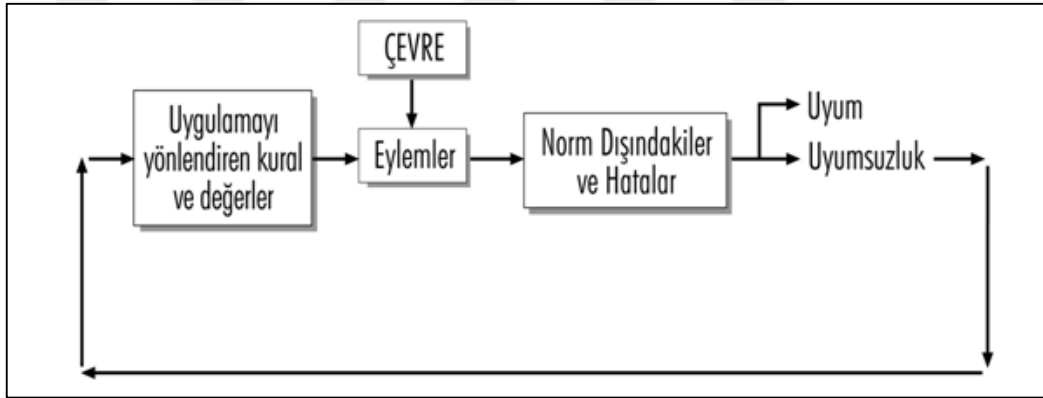 ÇEVRE
Uygulamayı
yönlendiren kural
ve değerler
Eylemler
Norm Dışındakiler
ve Hatalar
Uyum
Uyumsuzluk